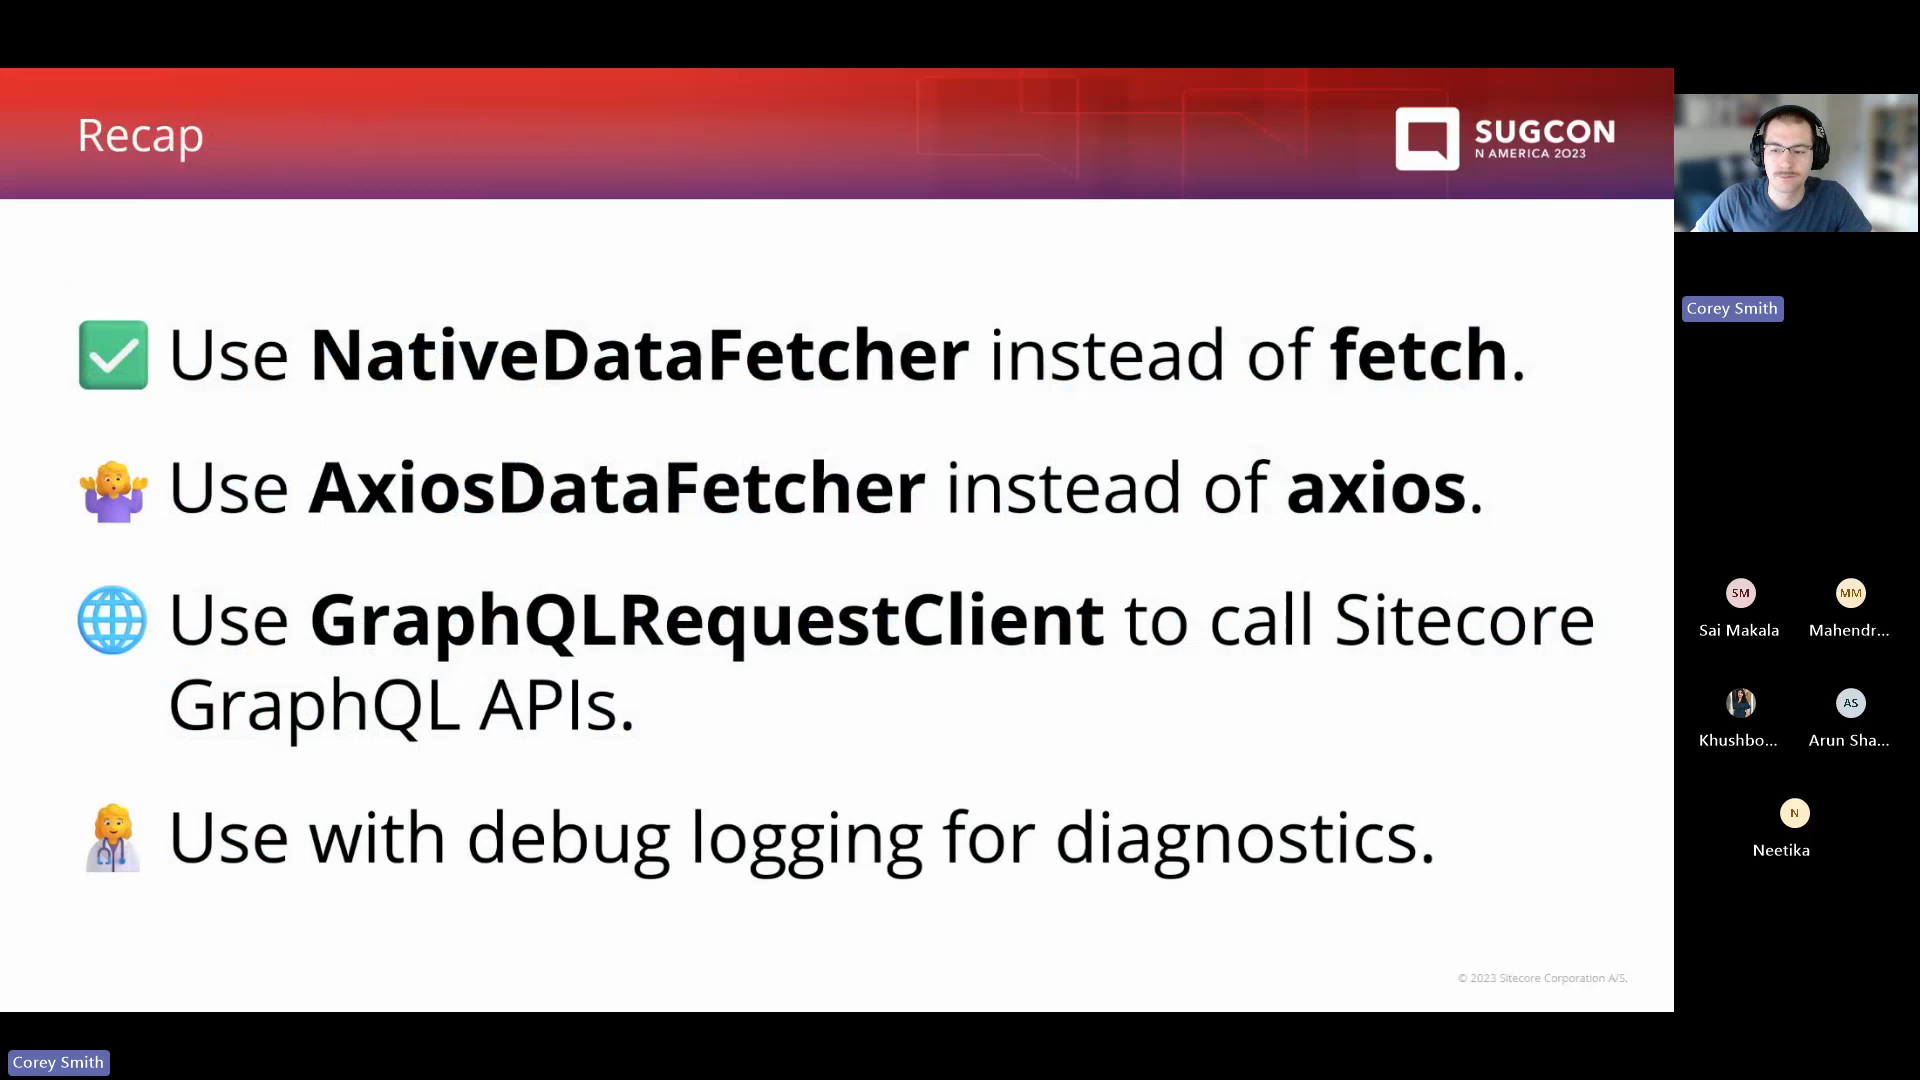 Recap
SUGCON
N AMERICA 2023
Use NativeDataFetcher instead of fetch.
Use AxiosDataFetcher instead of axios.
Use GraphQLRequestClient to call Sitecore
GraphQL APIs.
Use with debug logging for diagnostics.
© 2023 Sitecore Corporation A/S.
Corey Smith
SM
MM
Sai Makala
Mahendr...
AS
Khushbo...
Arun Sha...
N
Neetika
Corey Smith